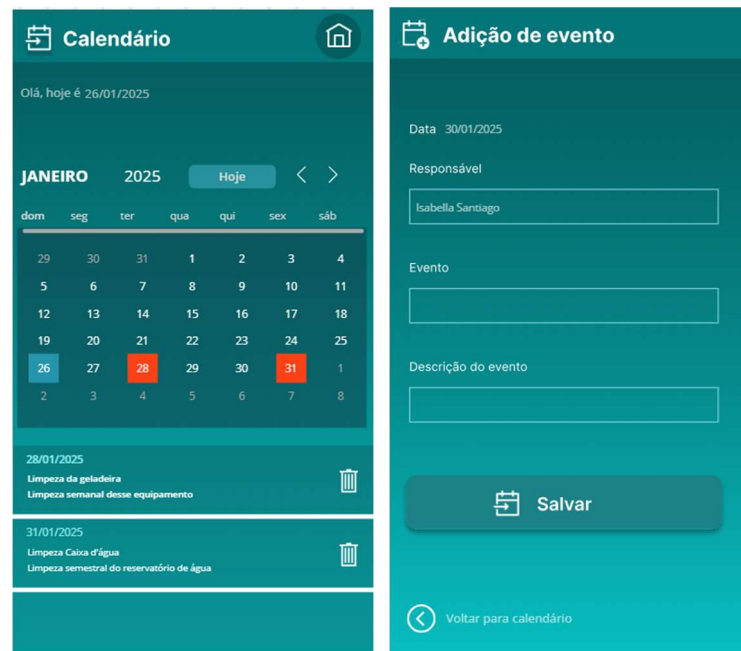 Calendário
Olá, hoje é 26/01/2025
JANEIRO 2025 Hoje
dom seg ter qua qui sex sáb
29 30 31 1 2 3 4
5 6 7 8 9 10 11
12 13 14 15 16 17 18
19 20 21 22 23 24 25
26 27 28 29 30 31 1
2 3 4 5 6 7 8
28/01/2025
Limpeza da geladeira
Limpeza semanal desse equipamento
31/01/2025
Limpeza Caixa d'água
Limpeza semestral do reservatório de água
Adição de evento
Data 30/01/2025
Responsável
Isabella Santiago
Evento
Descrição do evento
Salvar
Voltar para calendário